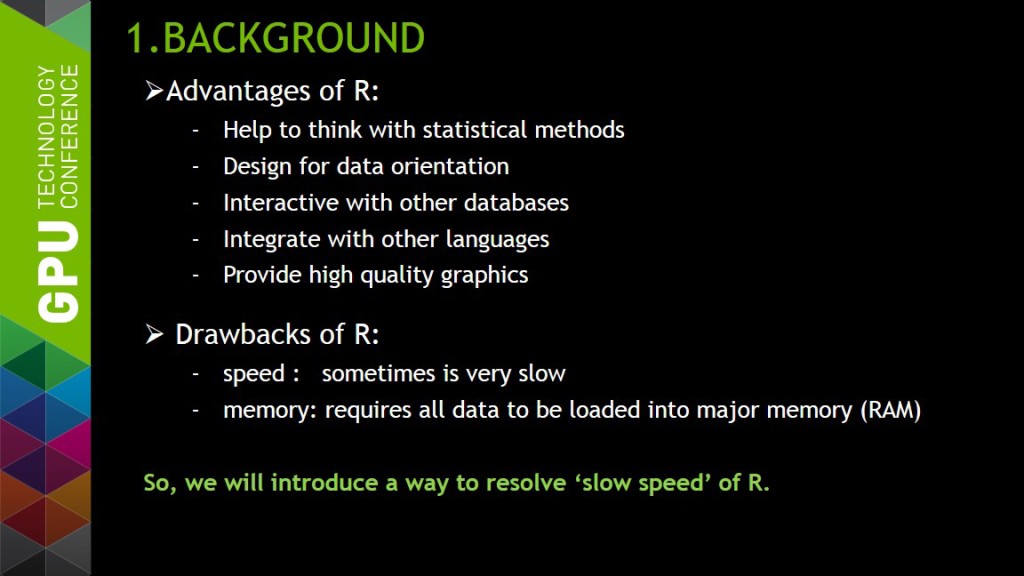 GPU TECHNOLOGY
CONFERENCE
1.BACKGROUND
➢Advantages of R:
- Help to think with statistical methods
- Design for data orientation
- Interactive with other databases
- Integrate with other languages
- Provide high quality graphics
➢ Drawbacks of R:
- speed : sometimes is very slow
- memory: requires all data to be loaded into major memory (RAM)
So, we will introduce a way to resolve ‘slow speed’ of R.